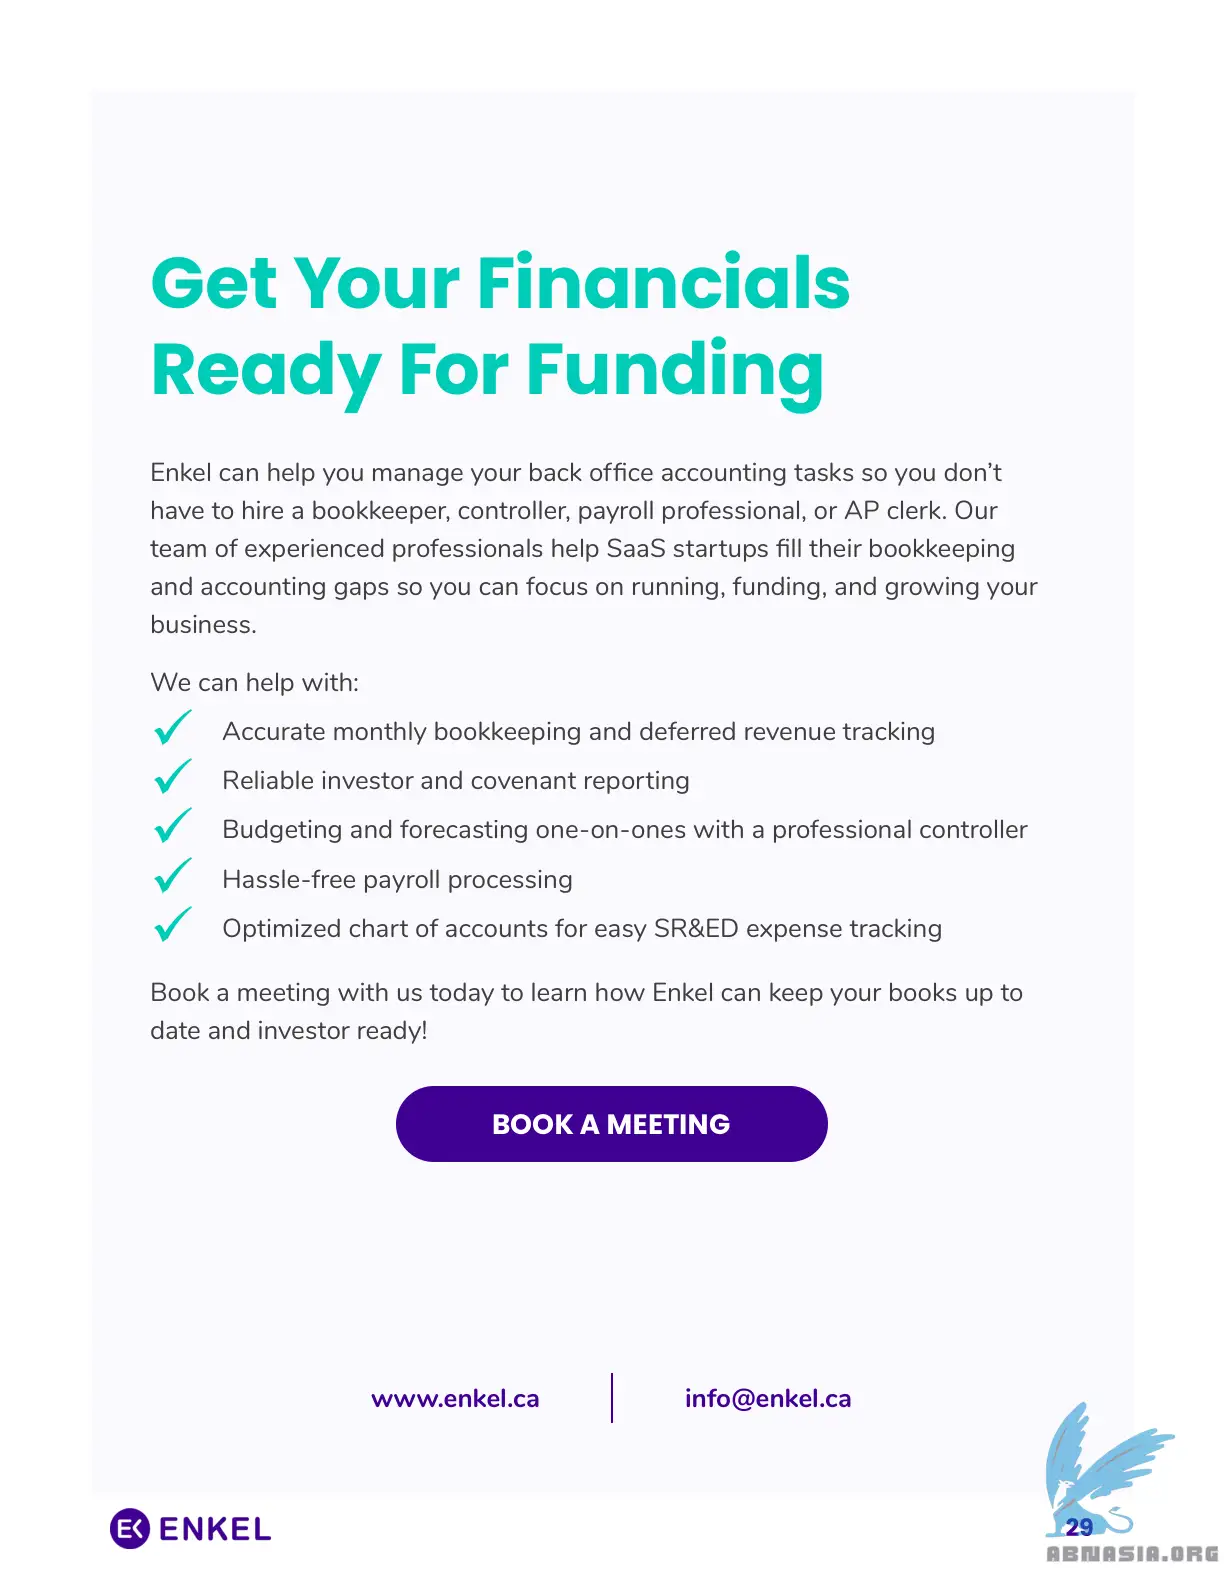 Get Your Financials
Ready For Funding
Enkel can help you manage your back office accounting tasks so you don’t
have to hire a bookkeeper, controller, payroll professional, or AP clerk. Our
team of experienced professionals help SaaS startups fill their bookkeeping
and accounting gaps so you can focus on running, funding, and growing your
business.
We can help with:
Accurate monthly bookkeeping and deferred revenue tracking
Reliable investor and covenant reporting
Budgeting and forecasting one-on-ones with a professional controller
Hassle-free payroll processing
Optimized chart of accounts for easy SR&ED expense tracking
Book a meeting with us today to learn how Enkel can keep your books up to
date and investor ready!
BOOK A MEETING
www.enkel.ca
info@enkel.ca
EK ENKEL
29
ABNASIA.ORG